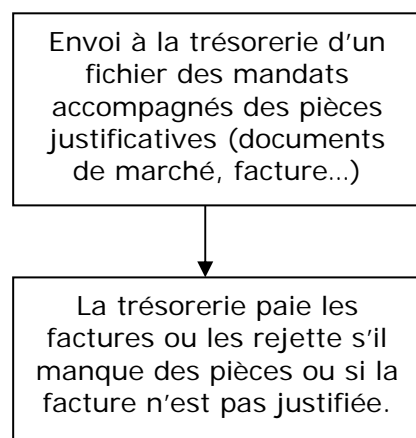 Envoi à la trésorerie d’un
fichier des mandats
accompagnés des pièces
justificatives (documents
de marché, facture…)
La trésorerie paie les
factures ou les rejette s’il
manque des pièces ou si la
facture n’est pas justifiée.